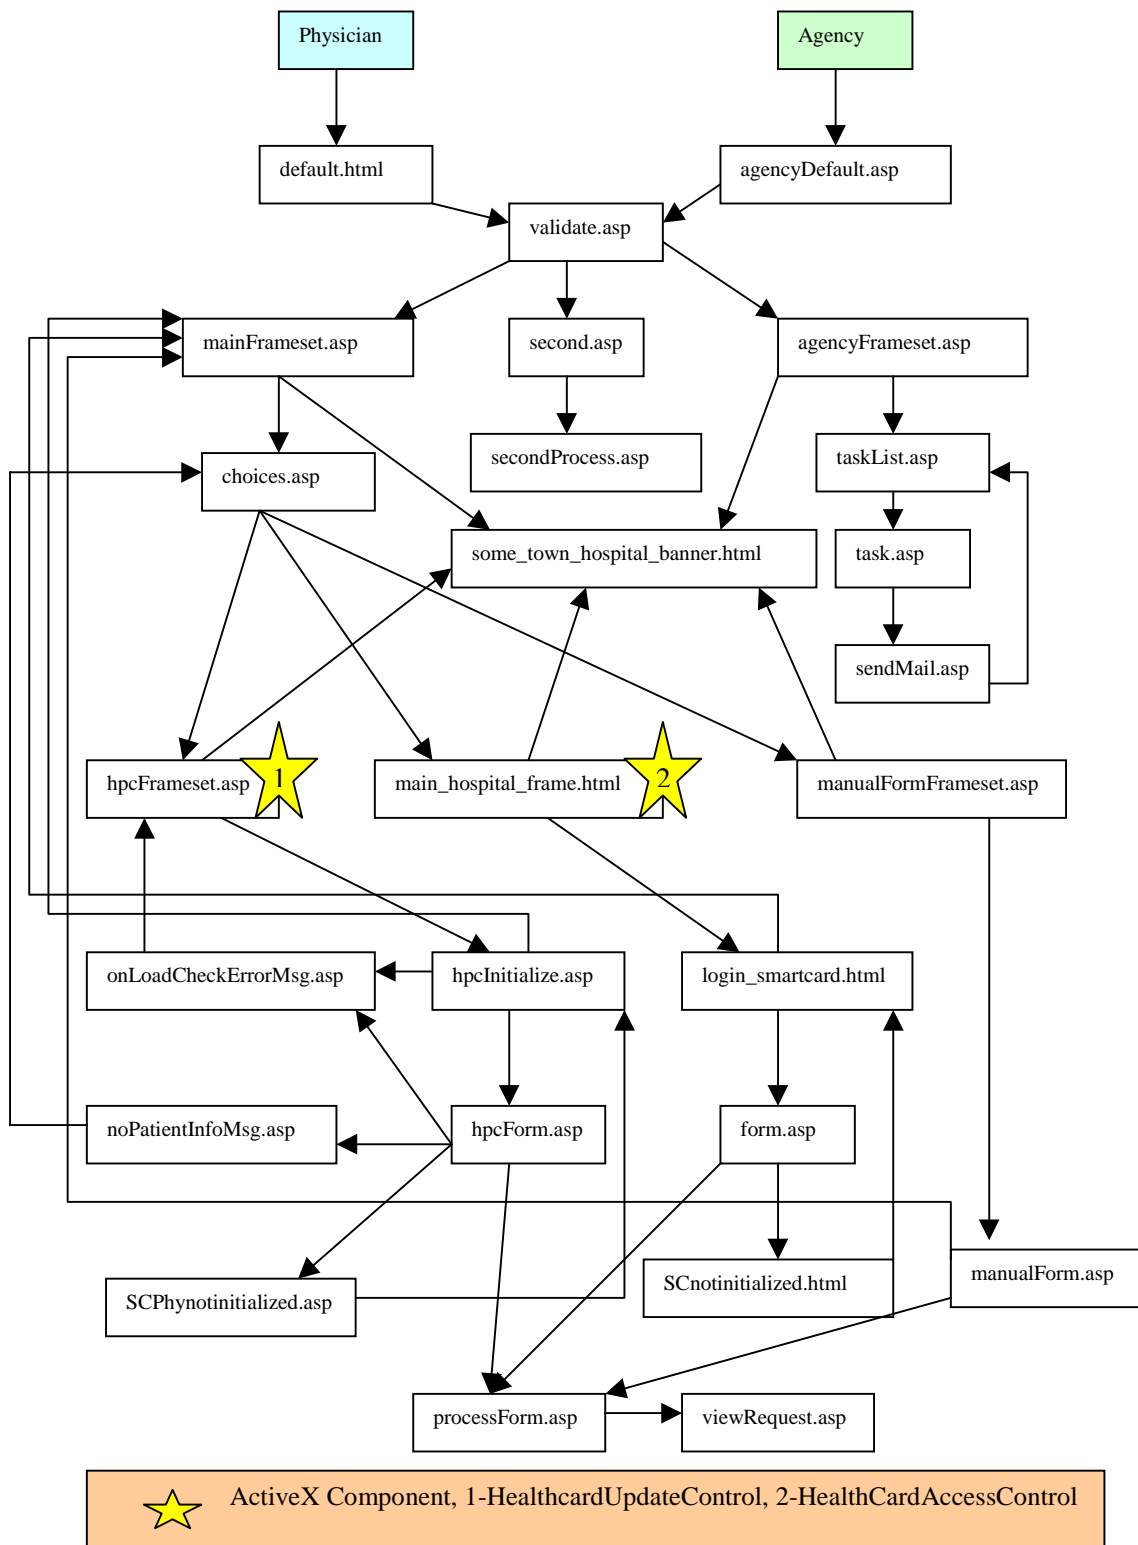 Physician
Agency
default.html
agencyDefault.asp
validate.asp
mainFrameset.asp
second.asp
agencyFrameset.asp
secondProcess.asp
taskList.asp
choices.asp
some_town_hospital_banner.html
task.asp
sendMail.asp
hpcFrameset.asp
1
main_hospital_frame.html
2
manualFormFrameset.asp
onLoadCheckErrorMsg.asp
hpcInitialize.asp
login_smartcard.html
noPatientInfoMsg.asp
hpcForm.asp
form.asp
SCPhynotinitialized.asp
SCnotinitialized.html
manualForm.asp
processForm.asp
viewRequest.asp
ActiveX Component, 1-HealthcardUpdateControl, 2-HealthCardAccessControl